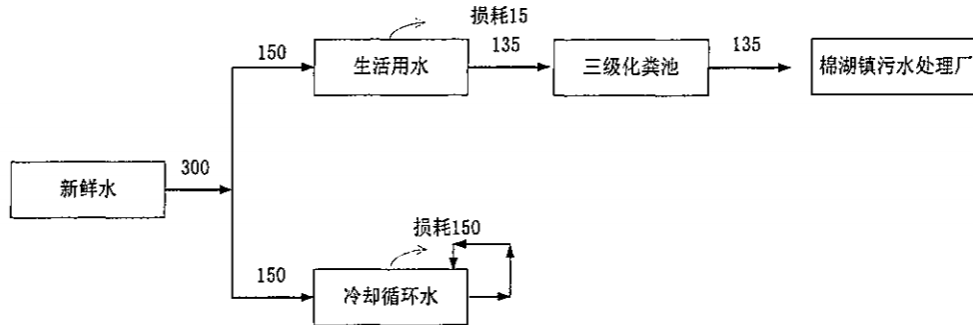 损耗15
150
生活用水
135
三级化粪池
135
棉湖镇污水处理厂
300
新鲜水
损耗150
150
冷却循环水